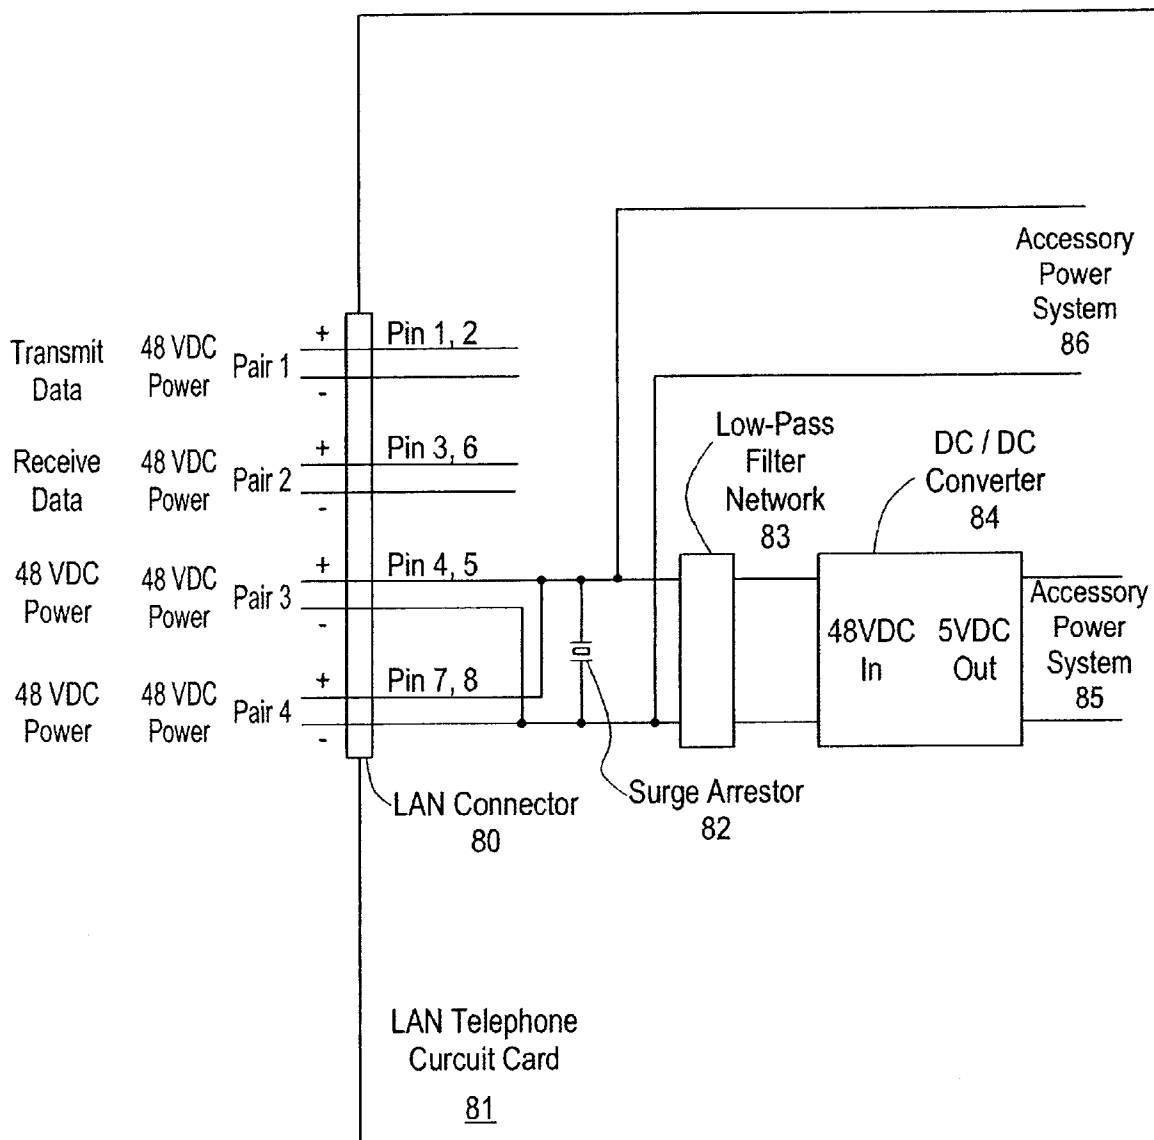 Accessory
Power
System
86
Transmit
Data
48 VDC
Power
Pair 1
+
-
Pin 1, 2
Receive
Data
48 VDC
Power
Pair 2
+
-
Pin 3, 6
Low-Pass
Filter
Network
83
DC / DC
Converter
84
48 VDC
Power
48 VDC
Power
Pair 3
+
-
Pin 4, 5
48VDC
In
5VDC
Out
Accessory
Power
System
85
48 VDC
Power
48 VDC
Power
Pair 4
+
-
Pin 7, 8
LAN Connector
80
Surge Arrestor
82
LAN Telephone
Curcuit Card
81